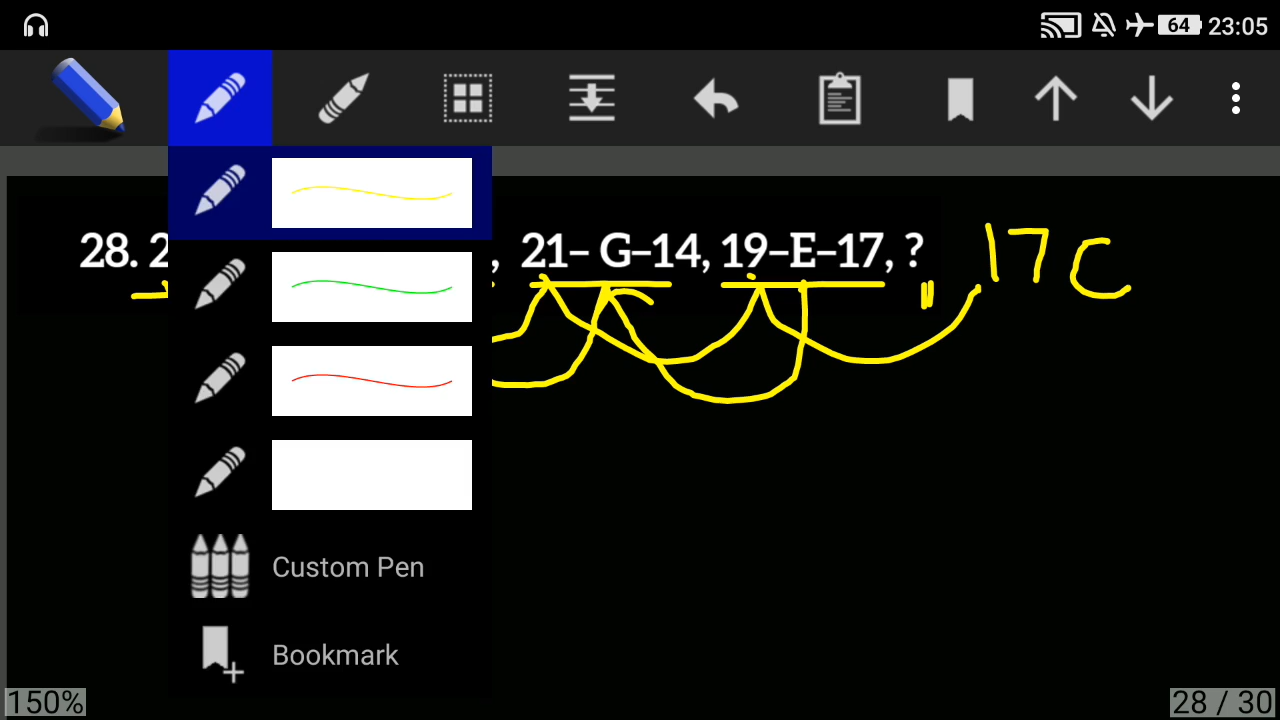 64 23:05
28. 2 , 21– G–14, 19–E–17, ? 17 C
Custom Pen
Bookmark
150% 28 / 30